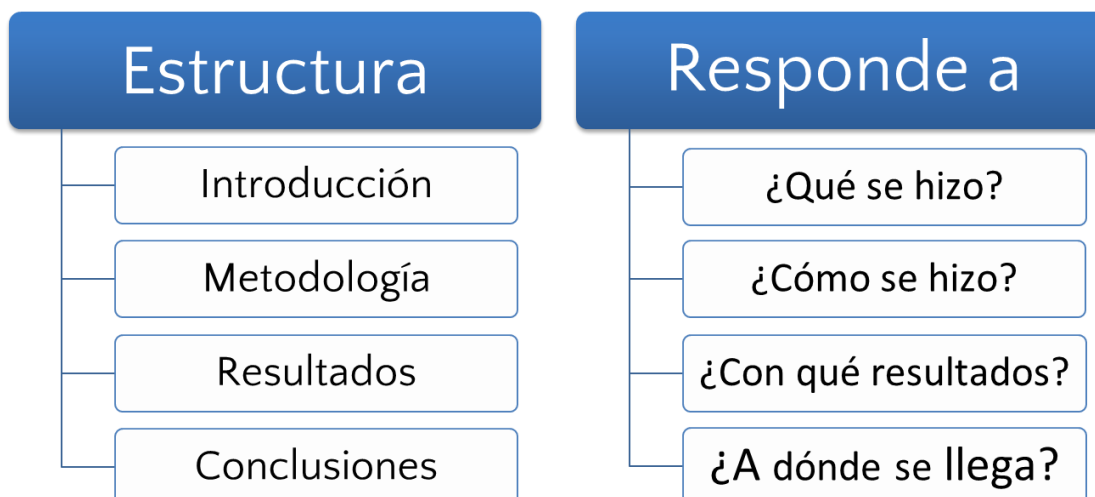 Estructura
Introducción
Metodología
Resultados
Conclusiones
Responde a
¿Qué se hizo?
¿Cómo se hizo?
¿Con qué resultados?
¿A dónde se llega?